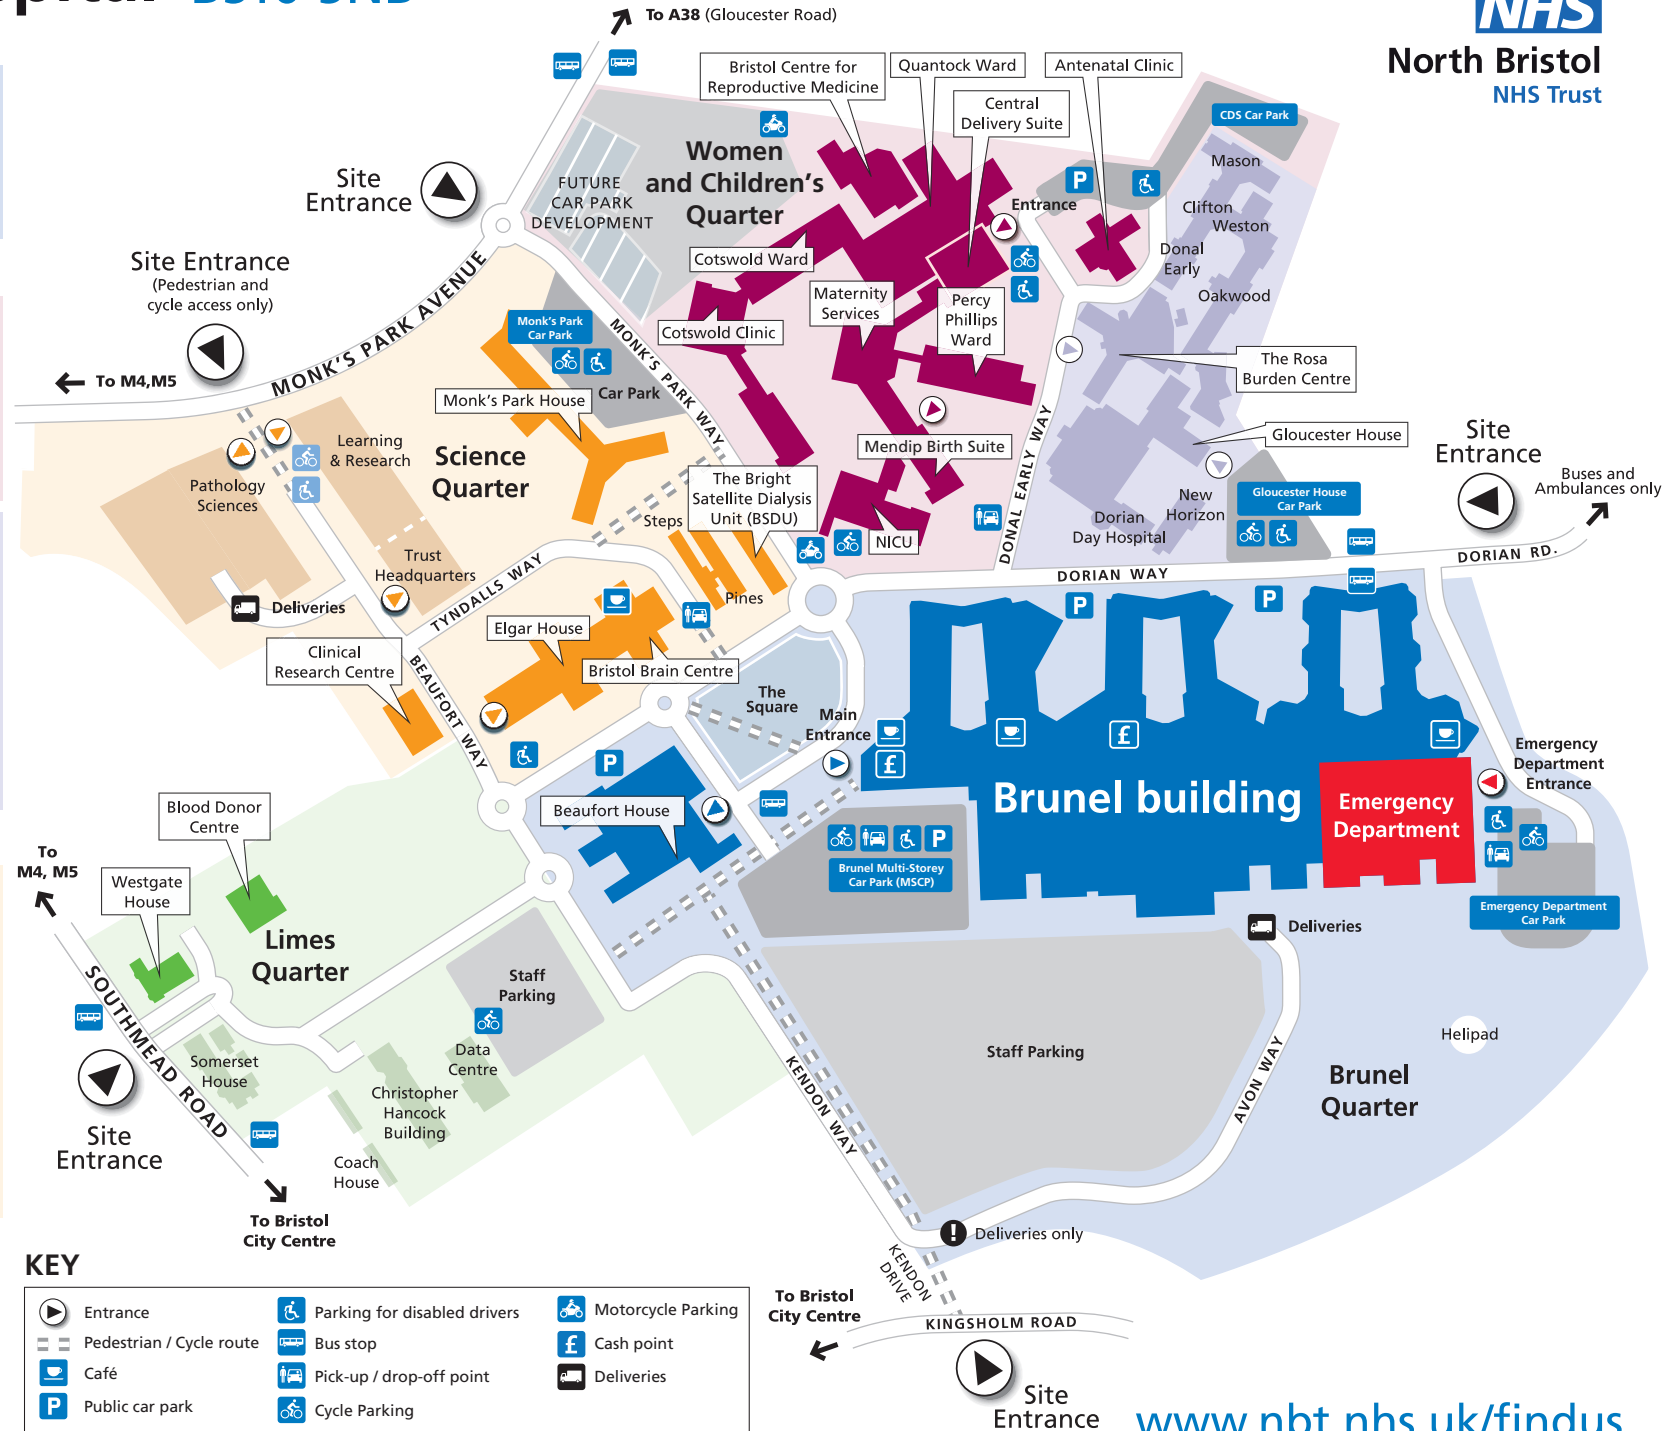 BS10 5NB
NHS
North Bristol
NHS Trust
To A38 (Gloucester Road)
Bristol Centre for
Reproductive Medicine
Quantock Ward
Antenatal Clinic
Central
Delivery Suite
CDS Car Park
Women
and Children's
Quarter
Mason
Site
Entrance
FUTURE
CAR PARK
DEVELOPMENT
P
Entrance
Clifton
Weston
Donal
Early
Oakwood
Site Entrance
(Pedestrian and
cycle access only)
Cotswold Ward
Maternity
Services
Percy
Phillips
Ward
Cotswold Clinic
Monk's Park
Car Park
MONK'S PARK AVENUE
MONK'S PARK WAY
The Rosa
Burden Centre
To M4,M5
Car Park
Monk's Park House
Gloucester House
Learning
& Research
Science
Quarter
Mendip Birth Suite
DONAL EARLY WAY
Site
Entrance
Buses and
Ambulances only
Pathology
Sciences
The Bright
Satellite Dialysis
Unit (BSDU)
Steps
NICU
New
Horizon
Gloucester House
Car Park
Dorian
Day Hospital
DORIAN RD.
DORIAN WAY
Trust
Headquarters
TYNDALLS WAY
Pines
Deliveries
P
P
Elgar House
Clinical
Research Centre
Bristol Brain Centre
BEAUFORT WAY
The
Square
Main
Entrance
£
£
P
Emergency
Department
Entrance
Brunel building
Emergency
Department
Beaufort House
Blood Donor
Centre
P
Brunel Multi-Storey
Car Park (MSCP)
To
M4, M5
Westgate
House
Emergency Department
Car Park
Deliveries
Limes
Quarter
Staff
Parking
SOUTHMEAD ROAD
Somerset
House
Data
Centre
Christopher
Hancock
Building
Coach
House
Staff Parking
Helipad
Brunel
Quarter
KENDON WAY
AVON WAY
Site
Entrance
To Bristol
City Centre
! Deliveries only
KENDON
DRIVE
To Bristol
City Centre
KINGSHOLM ROAD
Site
Entrance
KEY
Entrance
Pedestrian / Cycle route
Café
P Public car park
Parking for disabled drivers
Bus stop
Pick-up / drop-off point
Cycle Parking
Motorcycle Parking
£ Cash point
Deliveries
www.nbt.nhs.uk/findus